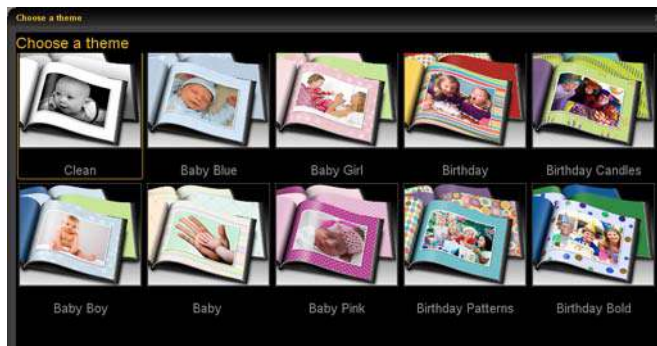 Choose a theme
Choose a theme
Clean
Baby Blue
Baby Girl
Birthday
Birthday Candles
Baby Boy
Baby
Baby Pink
Birthday Patterns
Birthday Bold